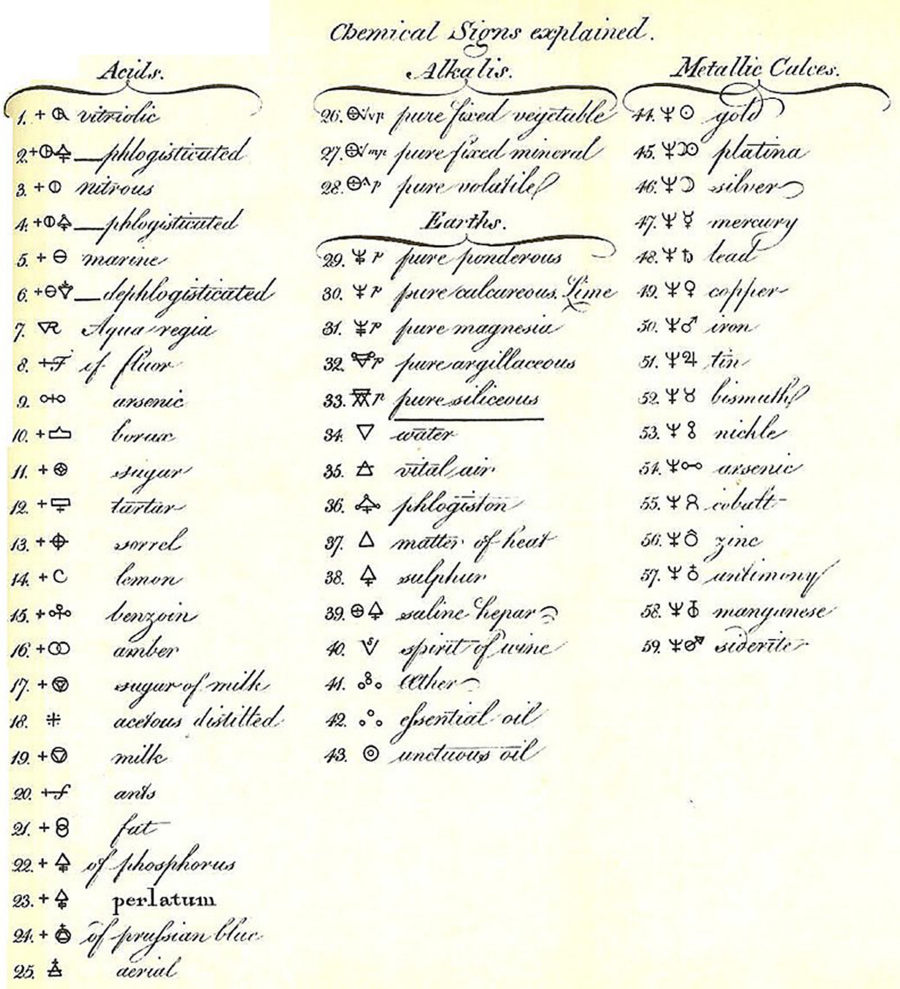 Chemical Signs explained.
Acids.
1. + vitriolic
2. + __ phlogisticated
3. + nitrous
4. + __ phlogisticated
5. + marine
6. + __ dephlogisticated
7. Aqua regia
8. of fluor
9. arsenic
10. + borax
11. + sugar
12. + tartar
13. + sorrel
14. + C lemon
15. + benzoin
16. + amber
17. + sugar of milk
18. acetous distilled
19. + milk
20. ants
21. + fat
22. + of phosphorus
23. + perlatum
24. + of prussian blue
25. aerial
Alkalis.
26. pure fixed vegetable
27. pure fixed mineral
28. pure volatile
Earths.
29. pure ponderous
30. pure calcareous. Lime
31. pure magnesia
32. pure argillaceous
33. pure siliceous
34. water
35. vital air
36. phlogiston
37. matter of heat
38. sulphur
39. saline hepar
40. spirit of wine
41. æther
42. essential oil
43. unctuous oil
Metallic Calces.
44. gold
45. platina
46. silver
47. mercury
48. lead
49. copper
50. iron
51. tin
52. bismuth
53. nickle
54. arsenic
55. cobalt
56. zinc
57. antimony
58. manganese
59. siderite